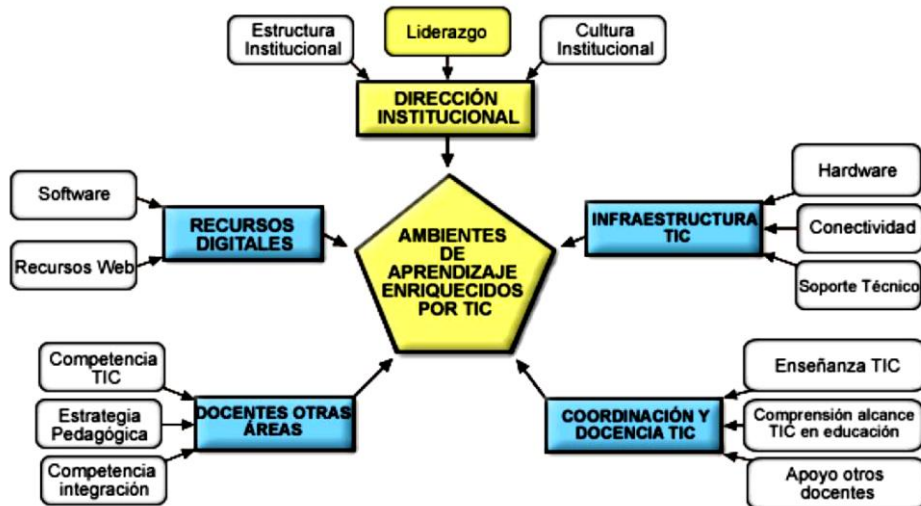 Estructura
Institucional
Liderazgo
Cultura
Institucional
DIRECCIÓN
INSTITUCIONAL
Software
Recursos Web
RECURSOS
DIGITALES
AMBIENTES
DE
APRENDIZAJE
ENRIQUECIDOS
POR TIC
INFRAESTRUCTURA
TIC
Hardware
Conectividad
Soporte Técnico
Competencia
TIC
Estrategia
Pedagógica
Competencia
integración
DOCENTES OTRAS
ÁREAS
COORDINACIÓN Y
DOCENCIA TIC
Enseñanza TIC
Comprensión alcance
TIC en educación
Apoyo otros
docentes